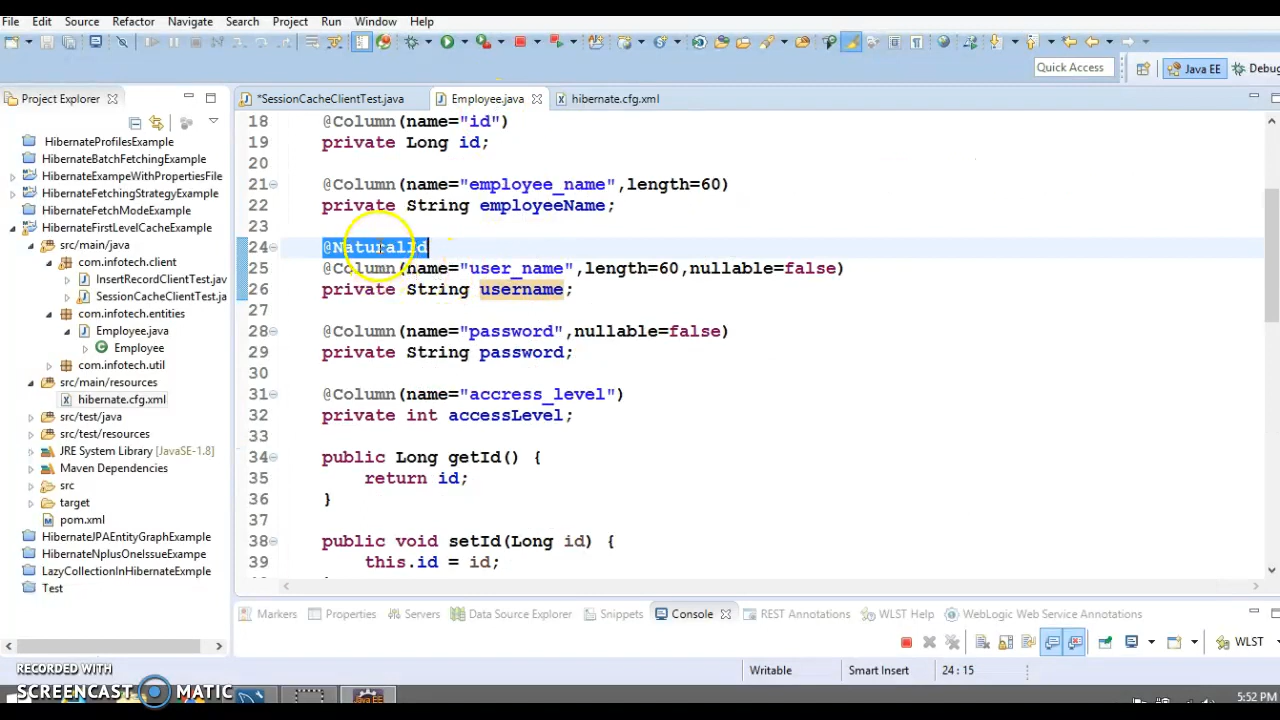 File Edit Source Refactor Navigate Search Project Run Window Help
Quick Access
Java EE
Debug
Project Explorer
*SessionCacheClientTest.java
Employee.java
hibernate.cfg.xml
HibernateProfilesExample
HibernateBatchFetchingExample
HibernateExampeWithPropertiesFile
HibernateFetchingStrategyExample
HibernateFetchModeExample
HibernateFirstLevelCacheExample
src/main/java
com.infotech.client
InsertRecordClientTest.jav
SessionCacheClientTest.ja
com.infotech.entities
Employee.java
Employee
com.infotech.util
src/main/resources
hibernate.cfg.xml
src/test/java
src/test/resources
JRE System Library [JavaSE-1.8]
Maven Dependencies
src
target
pom.xml
HibernateJPAEntityGraphExample
HibernateNplusOneIssueExampe
LazyCollectionInHibernateExmple
Test
18 @Column(name="id")
19 private Long id;
20
21 @Column(name="employee_name",length=60)
22 private String employeeName;
23
24 @NaturalId
25 @Column(name="user_name",length=60,nullable=false)
26 private String username;
27
28 @Column(name="password",nullable=false)
29 private String password;
30
31 @Column(name="accress_level")
32 private int accessLevel;
33
34 public Long getId() {
35 return id;
36 }
37
38 public void setId(Long id) {
39 this.id = id;
Markers Properties Servers Data Source Explorer Snippets Console REST Annotations WLST Help WebLogic Web Service Annotations
WLST
Writable
Smart Insert
24 : 15
RECORDED WITH
SCREENCAST MATIC
5:52 PM